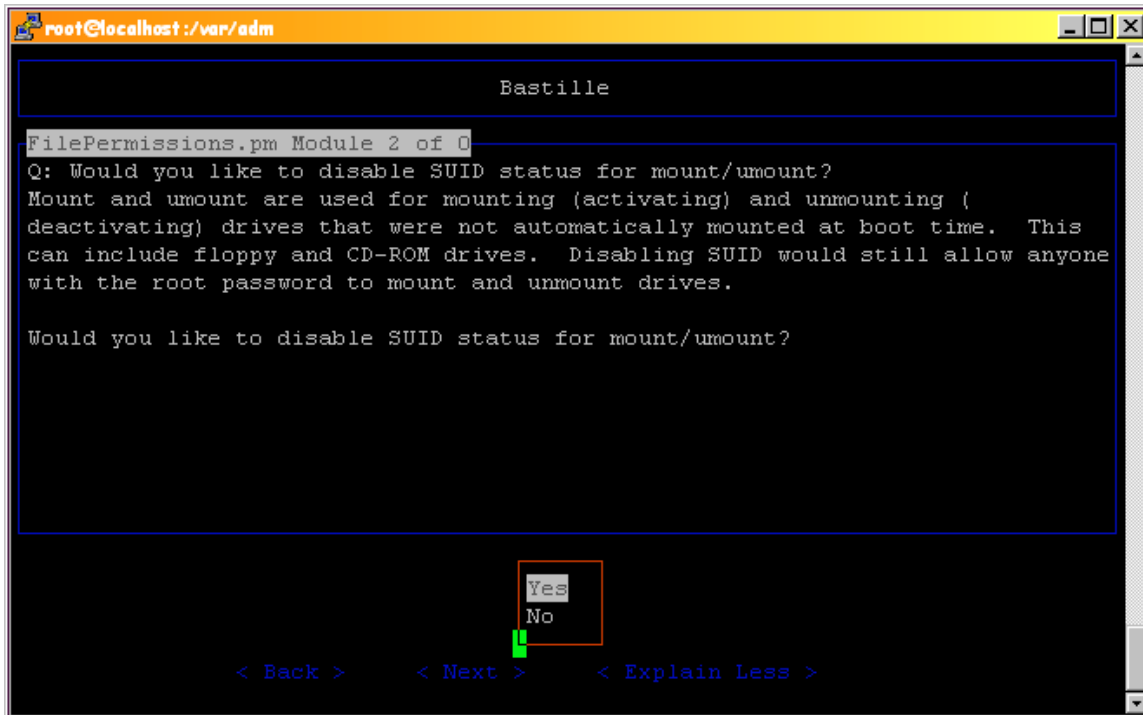 root@localhost:/var/adm
Bastille
FilePermissions.pm Module 2 of O
Q: Would you like to disable SUID status for mount/umount?
Mount and umount are used for mounting (activating) and unmounting (
deactivating) drives that were not automatically mounted at boot time.  This
can include floppy and CD-ROM drives.  Disabling SUID would still allow anyone
with the root password to mount and unmount drives.
Would you like to disable SUID status for mount/umount?
Yes
No
< Back >  < Next >  < Explain Less >